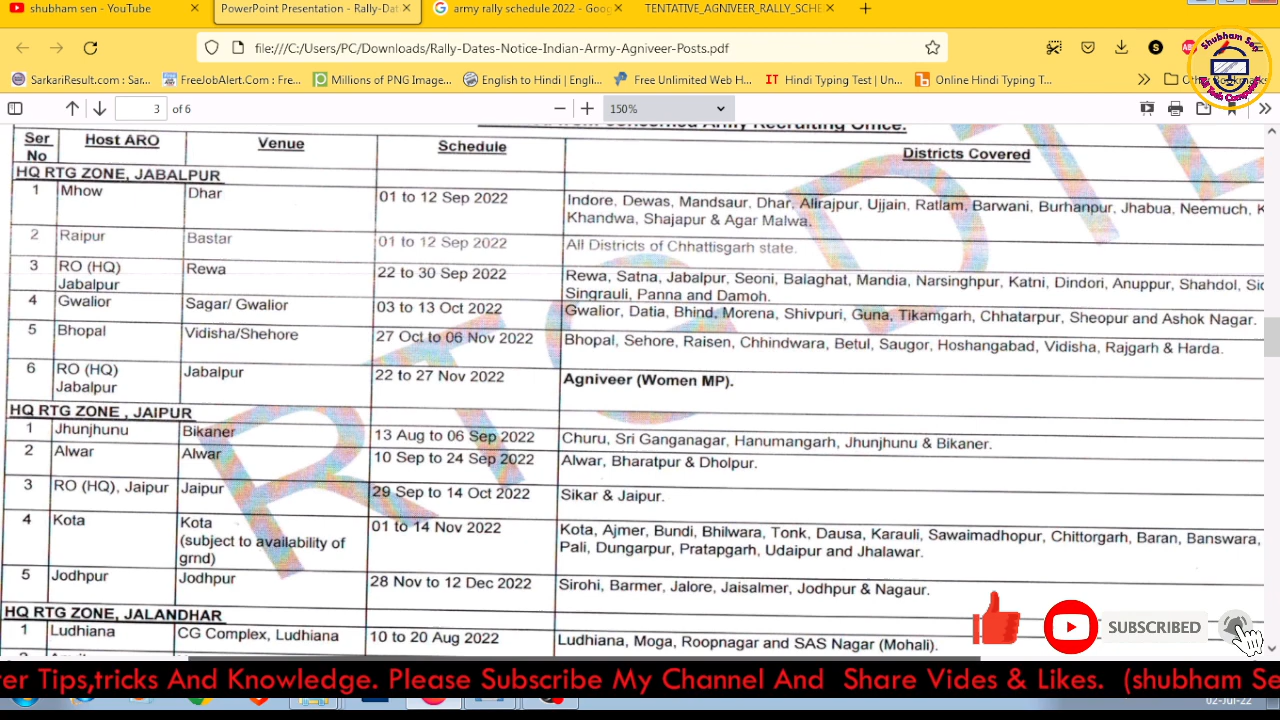 shubham sen - YouTube
PowerPoint Presentation - Rally-Dat
army rally schedule 2022 - Goog
TENTATIVE_AGNIVEER_RALLY_SCHE
file:///C:/Users/PC/Downloads/Rally-Dates-Notice-Indian-Army-Agniveer-Posts.pdf
Shubham Sen
SarkariResult.com : Sar...
FreeJobAlert.Com : Fre...
Millions of PNG Image...
English to Hindi | Engli...
Free Unlimited Web H...
Hindi Typing Test | Un...
Online Hindi Typing T...
3 of 6
150%
Concerned Army Recruiting Office.
Ser No Host ARO Venue Schedule Districts Covered
HQ RTG ZONE, JABALPUR
1 Mhow Dhar 01 to 12 Sep 2022 Indore, Dewas, Mandsaur, Dhar, Alirajpur, Ujjain, Ratlam, Barwani, Burhanpur, Jhabua, Neemuch, K
Khandwa, Shajapur & Agar Malwa.
2 Raipur Bastar 01 to 12 Sep 2022 All Districts of Chhattisgarh state.
3 RO (HQ) Jabalpur Rewa 22 to 30 Sep 2022 Rewa, Satna, Jabalpur, Seoni, Balaghat, Mandia, Narsinghpur, Katni, Dindori, Anuppur, Shahdol, Sid
Singrauli, Panna and Damoh.
4 Gwalior Sagar/ Gwalior 03 to 13 Oct 2022 Gwalior, Datia, Bhind, Morena, Shivpuri, Guna, Tikamgarh, Chhatarpur, Sheopur and Ashok Nagar.
5 Bhopal Vidisha/Shehore 27 Oct to 06 Nov 2022 Bhopal, Sehore, Raisen, Chhindwara, Betul, Saugor, Hoshangabad, Vidisha, Rajgarh & Harda.
6 RO (HQ) Jabalpur Jabalpur 22 to 27 Nov 2022 Agniveer (Women MP).
HQ RTG ZONE , JAIPUR
1 Jhunjhunu Bikaner 13 Aug to 06 Sep 2022 Churu, Sri Ganganagar, Hanumangarh, Jhunjhunu & Bikaner.
2 Alwar Alwar 10 Sep to 24 Sep 2022 Alwar, Bharatpur & Dholpur.
3 RO (HQ), Jaipur Jaipur 29 Sep to 14 Oct 2022 Sikar & Jaipur.
4 Kota Kota 01 to 14 Nov 2022 Kota, Ajmer, Bundi, Bhilwara, Tonk, Dausa, Karauli, Sawaimadhopur, Chittorgarh, Baran, Banswara,
(subject to availability of grnd) Pali, Dungarpur, Pratapgarh, Udaipur and Jhalawar.
5 Jodhpur Jodhpur 28 Nov to 12 Dec 2022 Sirohi, Barmer, Jalore, Jaisalmer, Jodhpur & Nagaur.
HQ RTG ZONE, JALANDHAR
1 Ludhiana CG Complex, Ludhiana 10 to 20 Aug 2022 Ludhiana, Moga, Roopnagar and SAS Nagar (Mohali).
SUBSCRIBED
er Tips,tricks And Knowledge. Please Subscribe My Channel And Share Vides & Likes. (shubham Se
02-Jul-22